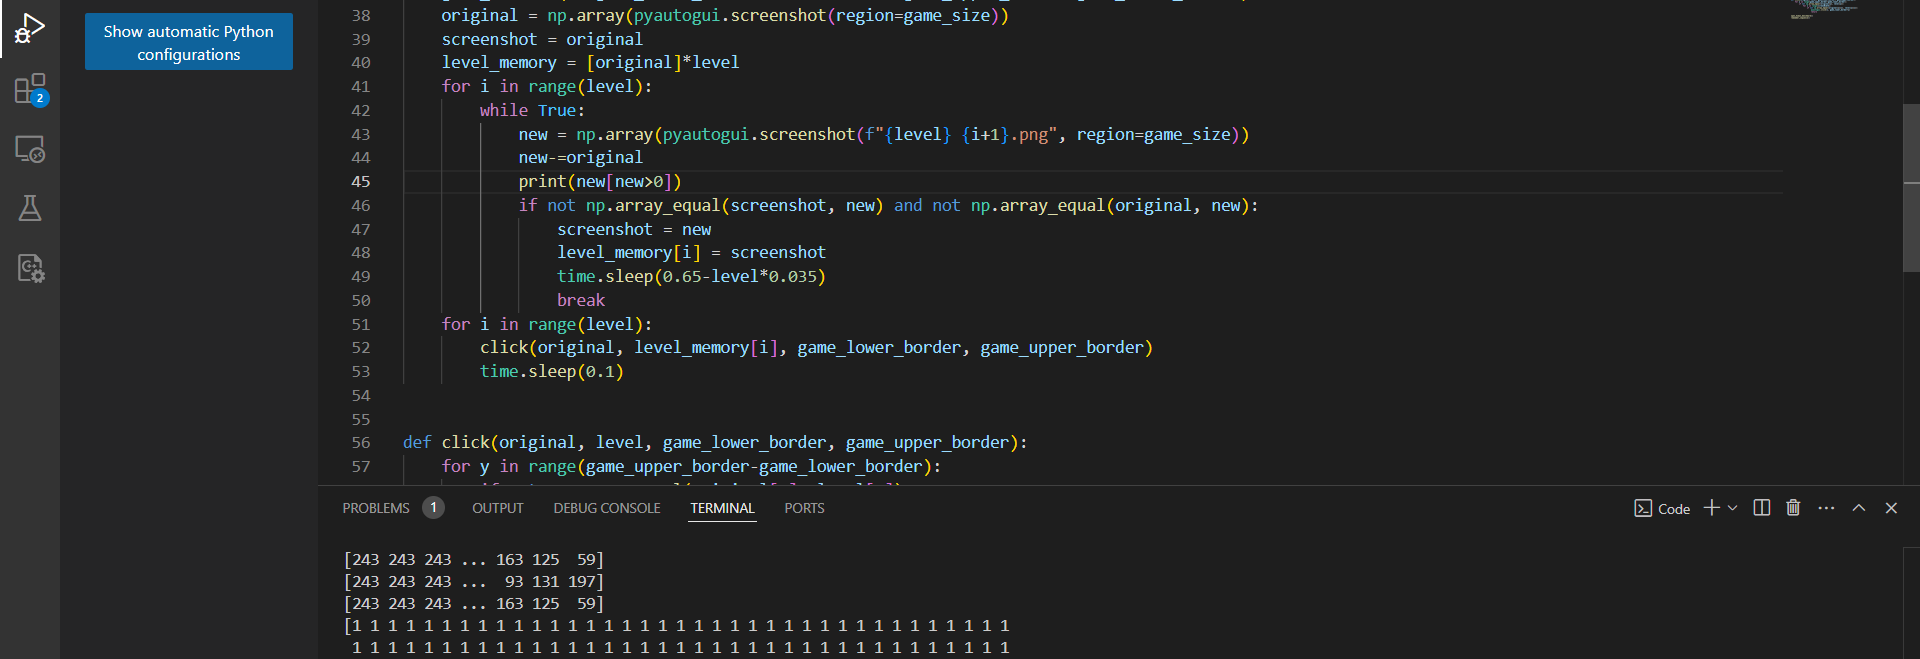 Show automatic Python
configurations
2
38 original = np.array(pyautogui.screenshot(region=game_size))
39 screenshot = original
40 level_memory = [original]*level
41 for i in range(level):
42 while True:
43 new = np.array(pyautogui.screenshot(f"{level} {i+1}.png", region=game_size))
44 new-=original
45 print(new[new>0])
46 if not np.array_equal(screenshot, new) and not np.array_equal(original, new):
47 screenshot = new
48 level_memory[i] = screenshot
49 time.sleep(0.65-level*0.035)
50 break
51 for i in range(level):
52 click(original, level_memory[i], game_lower_border, game_upper_border)
53 time.sleep(0.1)
54
55
56 def click(original, level, game_lower_border, game_upper_border):
57 for y in range(game_upper_border-game_lower_border):
PROBLEMS 1 OUTPUT DEBUG CONSOLE TERMINAL PORTS Code
[243 243 243 ... 163 125 59]
[243 243 243 ... 93 131 197]
[243 243 243 ... 163 125 59]
[1 1 1 1 1 1 1 1 1 1 1 1 1 1 1 1 1 1 1 1 1 1 1 1 1 1 1 1 1 1 1 1 1 1 1 1 1
1 1 1 1 1 1 1 1 1 1 1 1 1 1 1 1 1 1 1 1 1 1 1 1 1 1 1 1 1 1 1 1 1 1 1 1 1